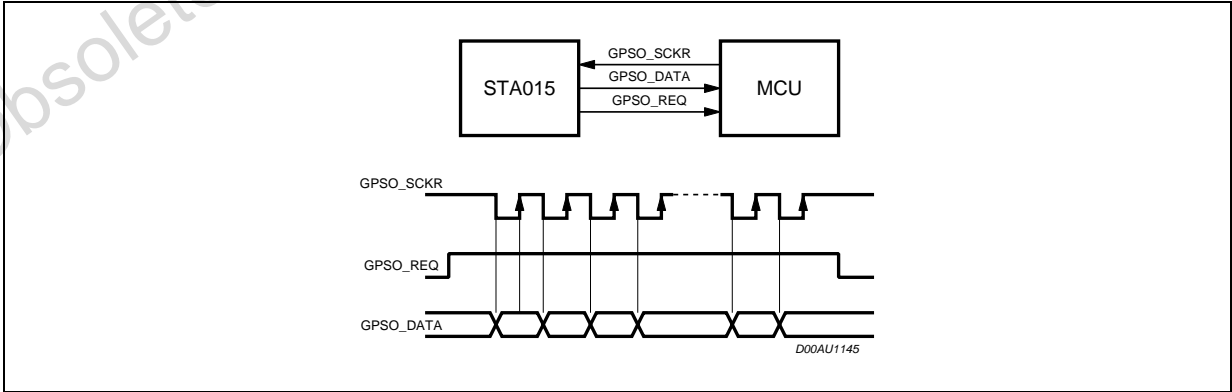 GPSO_SCKR
GPSO_DATA
GPSO_REQ
STA015
MCU
GPSO_SCKR
GPSO_REQ
GPSO_DATA
D00AU1145